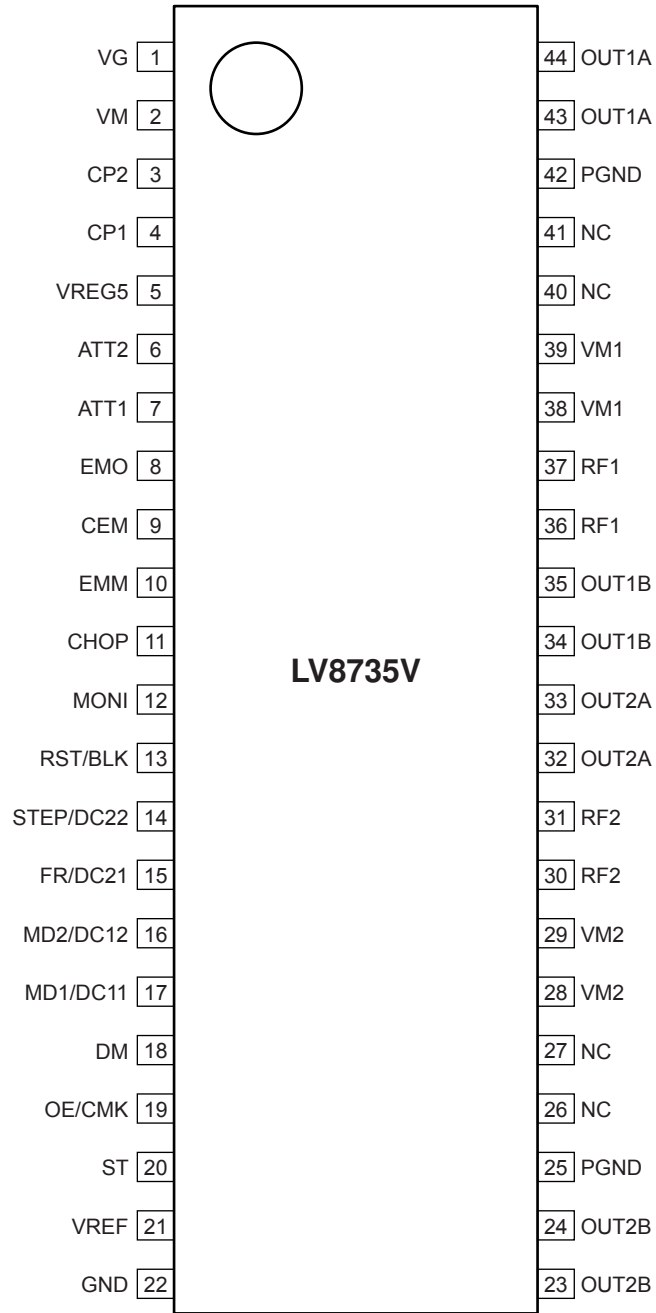 VG 1 44 OUT1A
VM 2 43 OUT1A
CP2 3 42 PGND
CP1 4 41 NC
VREG5 5 40 NC
ATT2 6 39 VM1
ATT1 7 38 VM1
EMO 8 37 RF1
CEM 9 36 RF1
EMM 10 35 OUT1B
CHOP 11 34 OUT1B
LV8735V
MONI 12 33 OUT2A
RST/BLK 13 32 OUT2A
STEP/DC22 14 31 RF2
FR/DC21 15 30 RF2
MD2/DC12 16 29 VM2
MD1/DC11 17 28 VM2
DM 18 27 NC
OE/CMK 19 26 NC
ST 20 25 PGND
VREF 21 24 OUT2B
GND 22 23 OUT2B